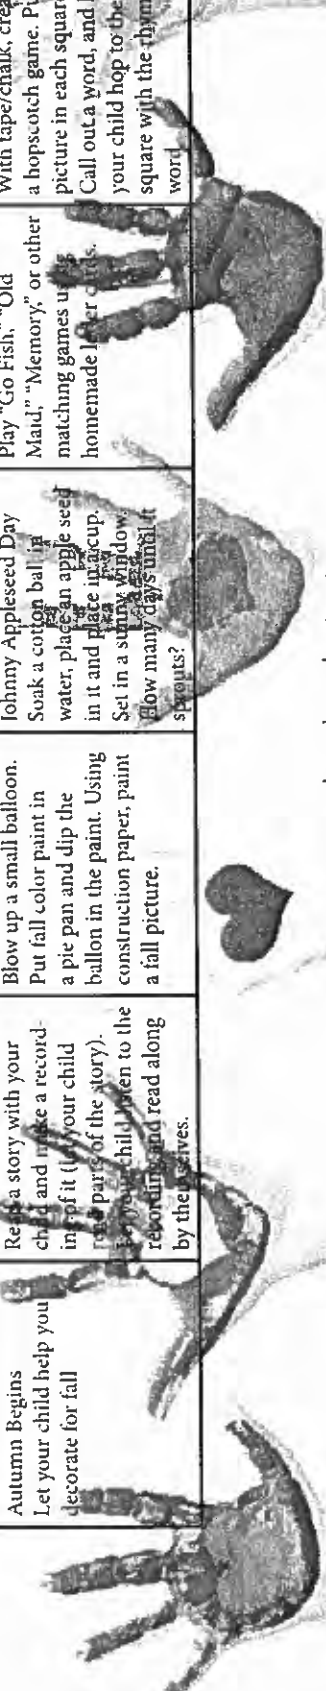 Autumn Begins
Let your child help you
decorate for fall
Read a story with your
child and make a record-
ing of it (let your child
read parts of the story).
Let your child listen to the
recording and read along
by themselves.
Blow up a small balloon.
Put fall color paint in
a pie pan and dip the
ballon in the paint. Using
construction paper, paint
a fall picture.
Johnny Appleseed Day
Soak a cotton ball in
water, place an apple seed
in it and place in a cup.
Set in a sunny window.
How many days until it
sprouts?
Play "Go Fish," "Old
Maid," "Memory," or other
matching games using
homemade letter cards.
With tape/chalk,
a hopscotch game.
picture in each
Call out a word, and
your child hop to the
square with the
word